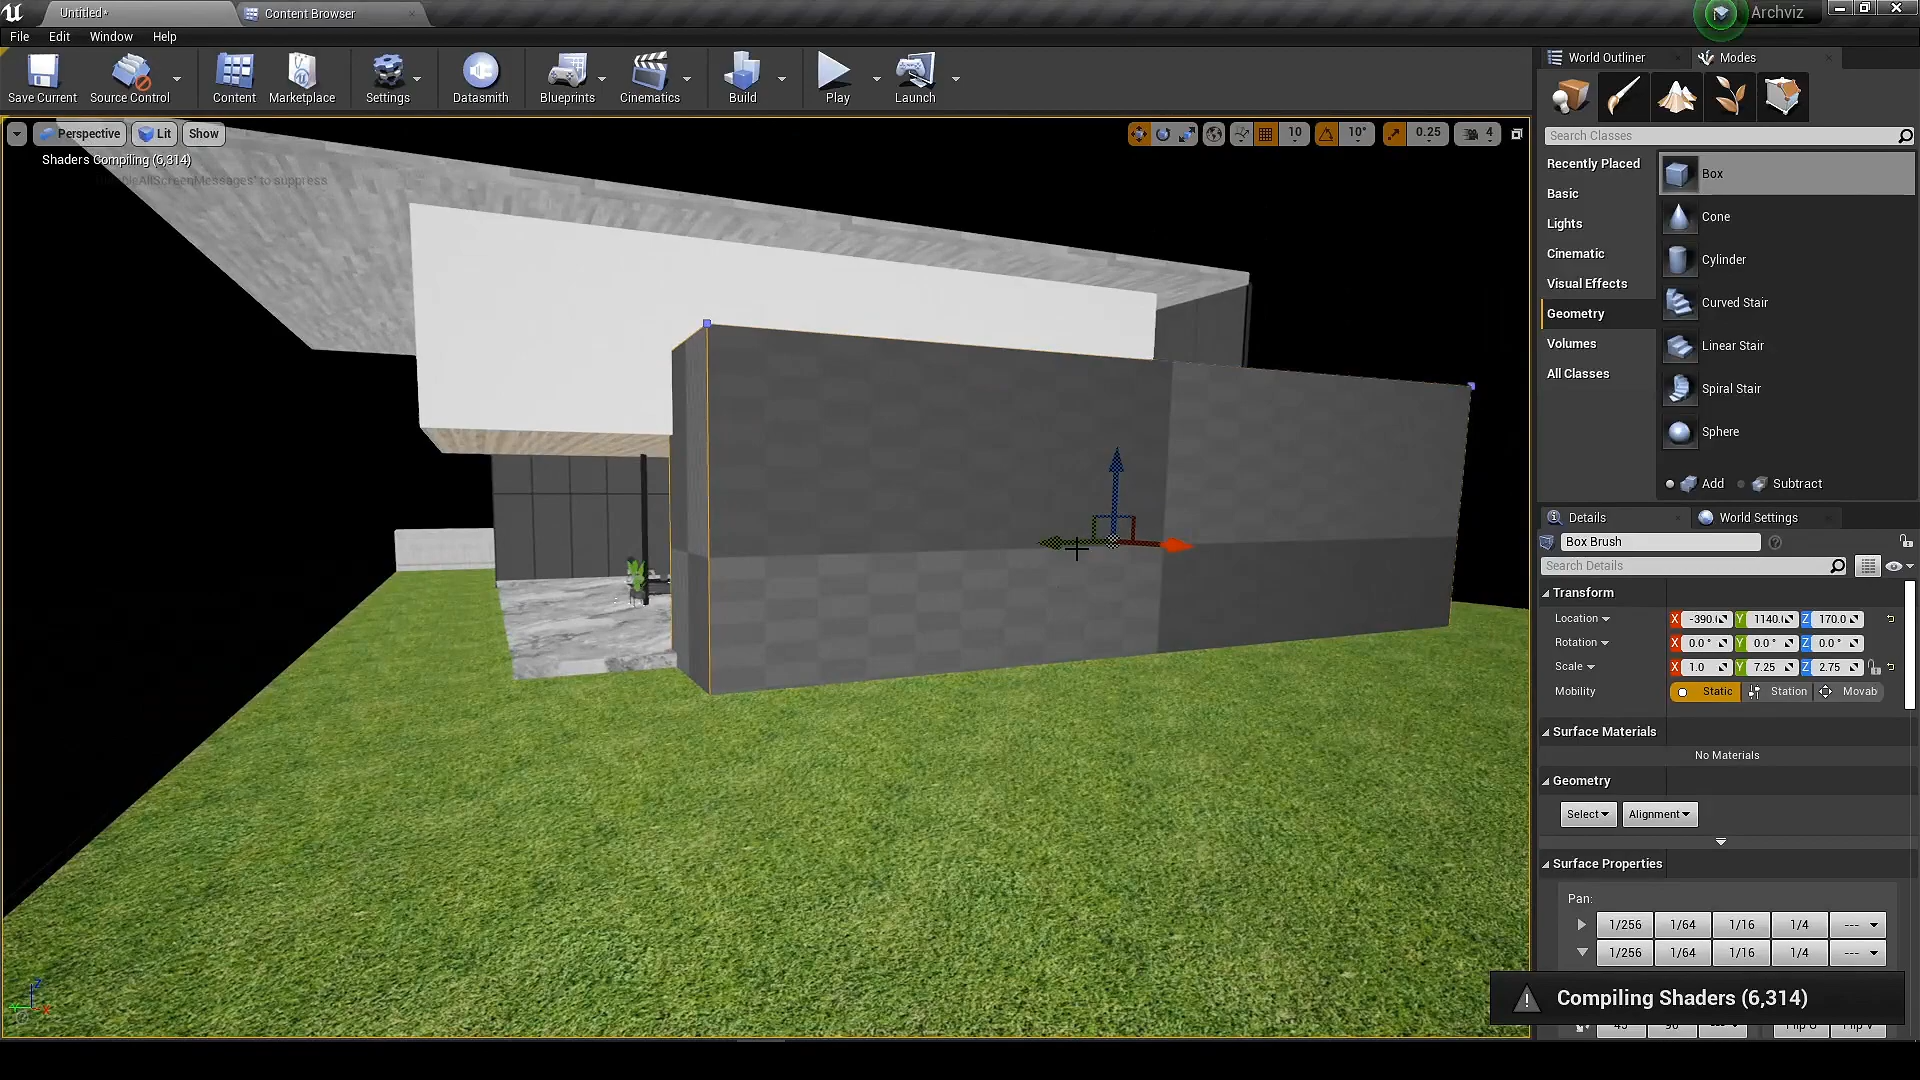 Untitled*
Content Browser
Archviz
File Edit Window Help
Save Current
Source Control
Content
Marketplace
Settings
Datasmith
Blueprints
Cinematics
Build
Play
Launch
World Outliner
Modes
Search Classes
Perspective
Lit
Show
10
10°
0.25
4
Shaders Compiling (6,314)
AllScreenMessages' to suppress
Recently Placed
Basic
Lights
Cinematic
Visual Effects
Geometry
Volumes
All Classes
Box
Cone
Cylinder
Curved Stair
Linear Stair
Spiral Stair
Sphere
Add
Subtract
Details
World Settings
Box Brush
Search Details
Transform
Location X -390.0 Y 1140. Z 170.0
Rotation X 0.0° Y 0.0° Z 0.0°
Scale X 1.0 Y 7.25 Z 2.75
Mobility Static Station Movab
Surface Materials
No Materials
Geometry
Select
Alignment
Surface Properties
Pan:
1/256 1/64 1/16 1/4 ---
1/256 1/64 1/16 1/4 ---
Compiling Shaders (6,314)